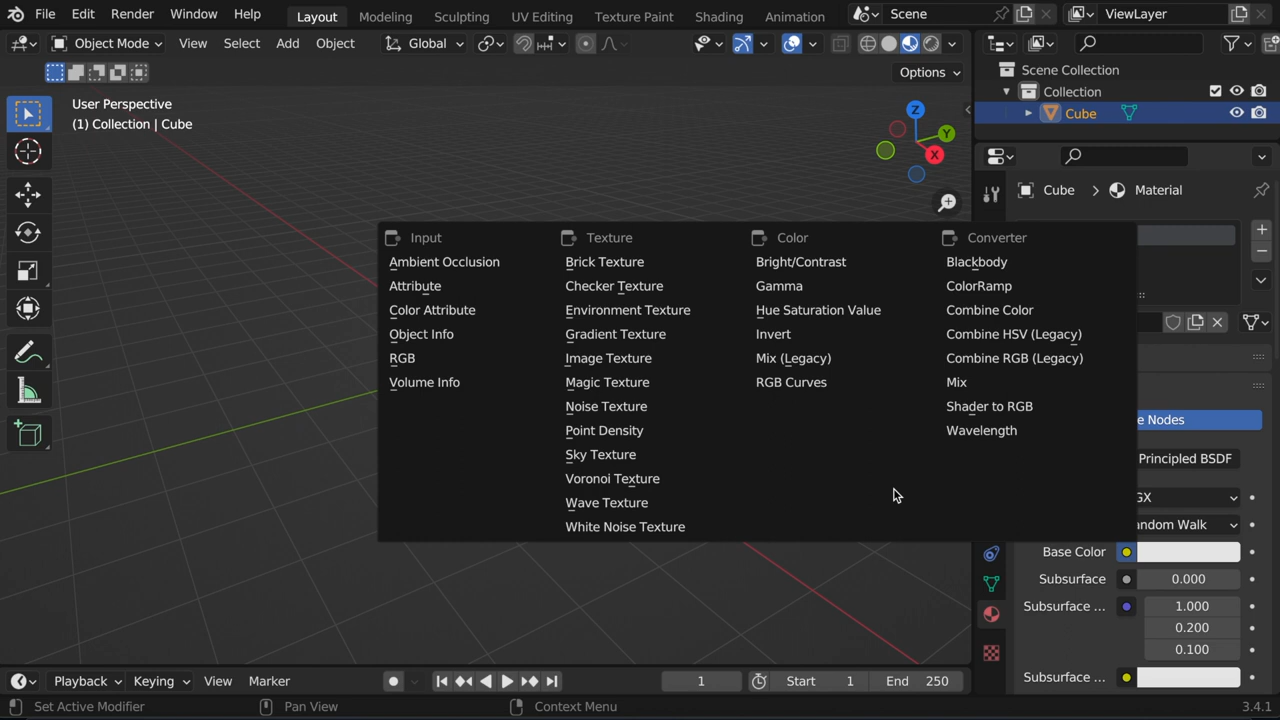 File Edit Render Window Help Layout Modeling Sculpting UV Editing Texture Paint Shading Animation Scene ViewLayer
Object Mode View Select Add Object Global
Options
User Perspective
(1) Collection | Cube
Z
Y
X
Scene Collection
Collection
Cube
Cube > Material
Input
Ambient Occlusion
Attribute
Color Attribute
Object Info
RGB
Volume Info
Texture
Brick Texture
Checker Texture
Environment Texture
Gradient Texture
Image Texture
Magic Texture
Noise Texture
Point Density
Sky Texture
Voronoi Texture
Wave Texture
White Noise Texture
Color
Bright/Contrast
Gamma
Hue Saturation Value
Invert
Mix (Legacy)
RGB Curves
Converter
Blackbody
ColorRamp
Combine Color
Combine HSV (Legacy)
Combine RGB (Legacy)
Mix
Shader to RGB
Wavelength
e Nodes
Principled BSDF
GX
andom Walk
Base Color
Subsurface 0.000
Subsurface ... 1.000
0.200
0.100
Subsurface ...
Playback Keying View Marker 1 Start 1 End 250
Set Active Modifier Pan View Context Menu 3.4.1